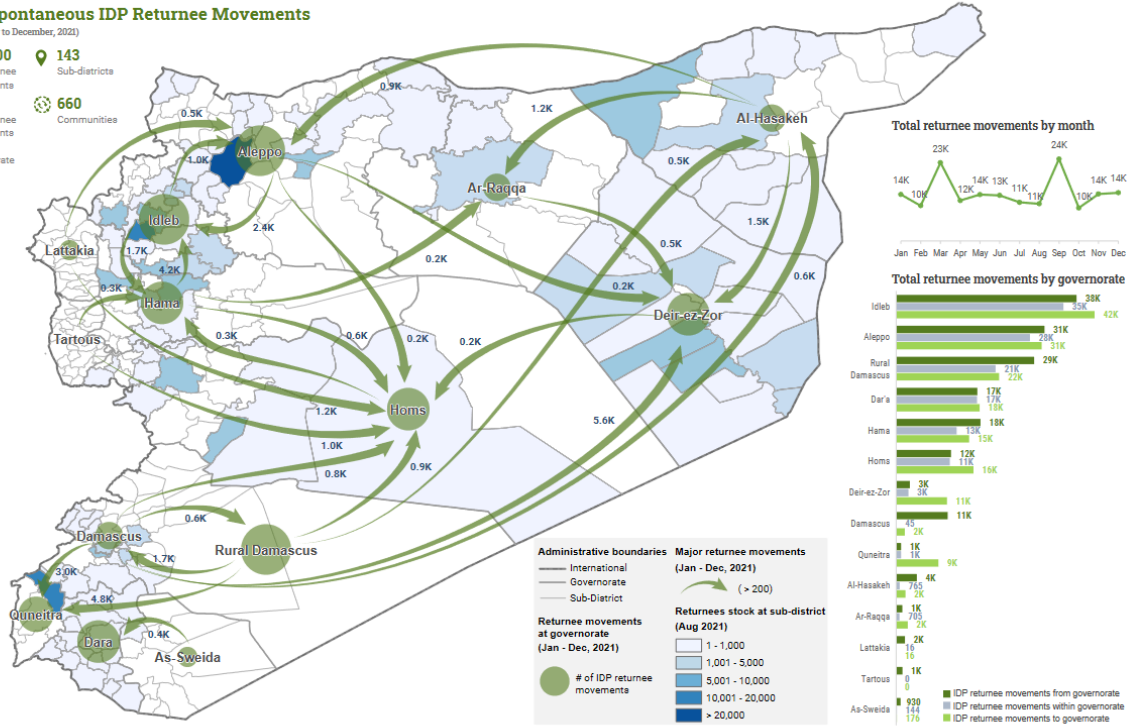 pontaneous IDP Returnee Movements
to December, 2021)
00
nee
nts
143
Sub-districts
nee
nts
ate
660
Communities
0.9K
0.5K
1.2K
Al-Hasakeh
Aleppo
1.0K
0.5K
Ar-Raqqa
Idleb
2.4K
1.5K
Lattakia
1.7K
0.5K
4.2K
0.2K
0.6K
0.3K
0.2K
Hama
Deir-ez-Zor
Tartous
0.3K
0.6K
0.2K
0.2K
Homs
1.2K
5.6K
1.0K
0.8K
0.9K
0.6K
Damascus
Rural Damascus
1.7K
3.0K
4.8K
Quneitra
Dara
0.4K
As-Sweida
Administrative boundaries
International
Governorate
Sub-District
Returnee movements
at governorate
(Jan - Dec, 2021)
# of IDP returnee
movements
Major returnee movements
(Jan - Dec, 2021)
( > 200)
Returnees stock at sub-district
(Aug 2021)
1 - 1,000
1,001 - 5,000
5,001 - 10,000
10,001 - 20,000
> 20,000
Total returnee movements by month
14K 10K 23K 12K 14K 13K 11K 11K 24K 10K 14K 14K
Jan Feb Mar Apr May Jun Jul Aug Sep Oct Nov Dec
Total returnee movements by governorate
Idleb
38K
35K
42K
Aleppo
31K
28K
31K
Rural
Damascus
29K
21K
22K
Dar'a
17K
17K
18K
Hama
18K
13K
15K
Homs
12K
11K
16K
Deir-ez-Zor
3K
3K
11K
Damascus
11K
45
2K
Quneitra
1K
1K
9K
Al-Hasakeh
4K
765
2K
Ar-Raqqa
1K
705
2K
Lattakia
2K
16
16
Tartous
1K
0
0
As-Sweida
930
144
176
IDP returnee movements from governorate
IDP returnee movements within governorate
IDP returnee movements to governorate